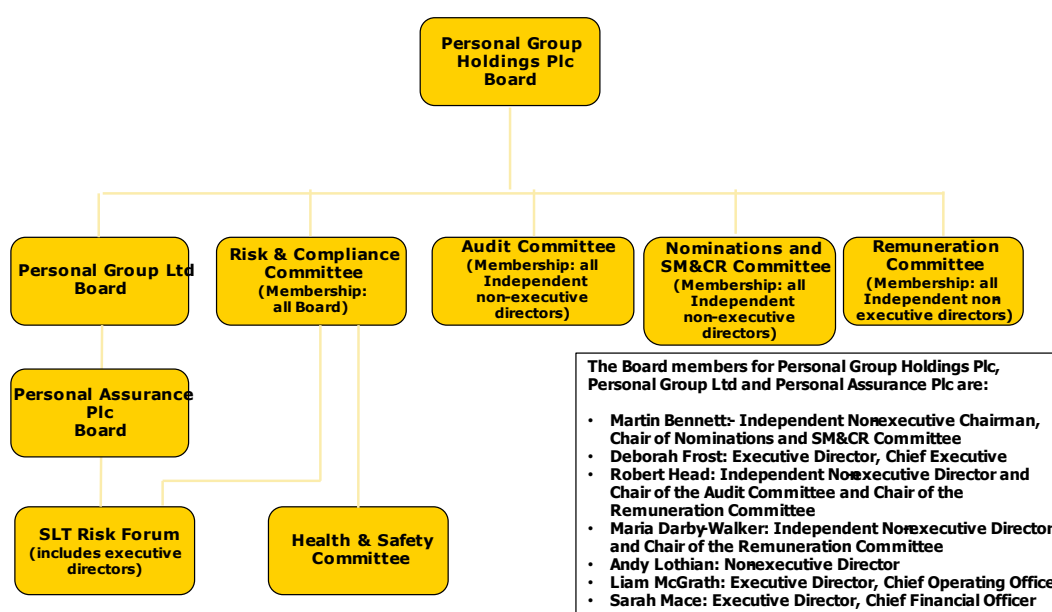 Personal Group
Holdings Plc
Board
Personal Group Ltd
Board
Risk & Compliance
Committee
(Membership:
all Board)
Audit Committee
(Membership: all
Independent
non-executive
directors)
Nominations and
SM&CR Committee
(Membership: all
Independent
non-executive
directors)
Remuneration
Committee
(Membership: all
Independent non-
executive directors)
Personal Assurance
Plc
Board
SLT Risk Forum
(includes executive
directors)
Health & Safety
Committee
The Board members for Personal Group Holdings Plc,
Personal Group Ltd and Personal Assurance Plc are:
• Martin Bennett:- Independent Non-executive Chairman,
Chair of Nominations and SM&CR Committee
• Deborah Frost: Executive Director, Chief Executive
• Robert Head: Independent Non-executive Director and
Chair of the Audit Committee and Chair of the
Remuneration Committee
• Maria Darby-Walker: Independent Non-executive Director
and Chair of the Remuneration Committee
• Andy Lothian: Non-executive Director
• Liam McGrath: Executive Director, Chief Operating Office
• Sarah Mace: Executive Director, Chief Financial Officer